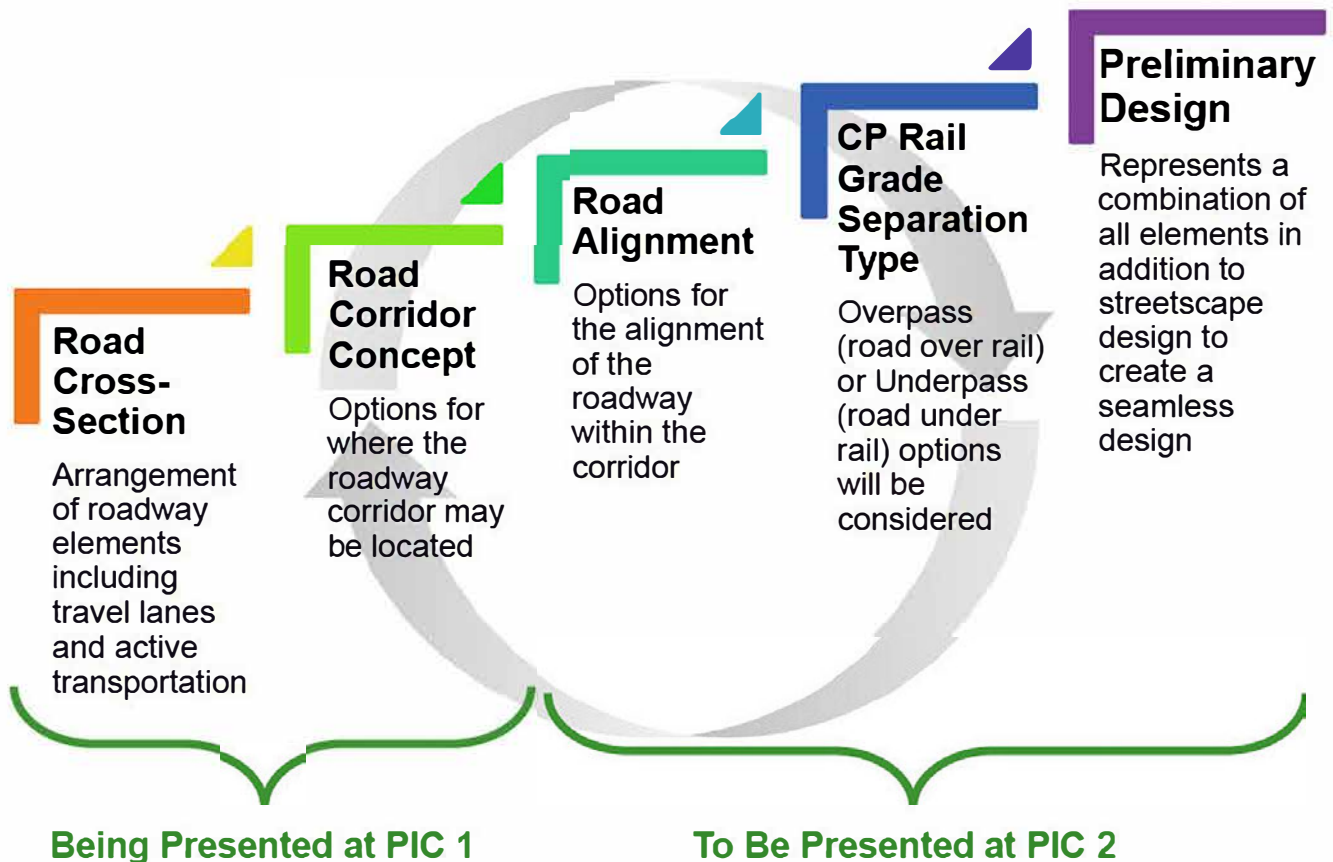 Road
Cross-
Section
Arrangement
of roadway
elements
including
travel lanes
and active
transportation
Road
Corridor
Concept
Options for
where the
roadway
corridor may
be located
Road
Alignment
Options for
the alignment
of the
roadway
within the
corridor
CP Rail
Grade
Separation
Type
Overpass
(road over rail)
or Underpass
(road under
rail) options
will be
considered
Preliminary
Design
Represents a
combination of
all elements in
addition to
streetscape
design to
create a
seamless
design
Being Presented at PIC 1
To Be Presented at PIC 2